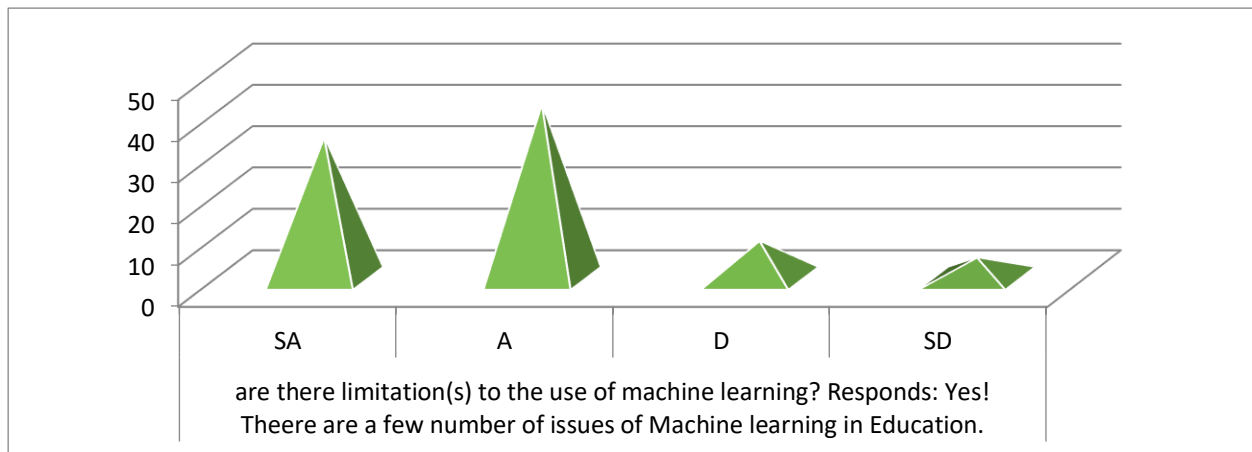 50
40
30
20
10
0
SA A D SD
are there limitation(s) to the use of machine learning? Responds: Yes!
Theere are a few number of issues of Machine learning in Education.